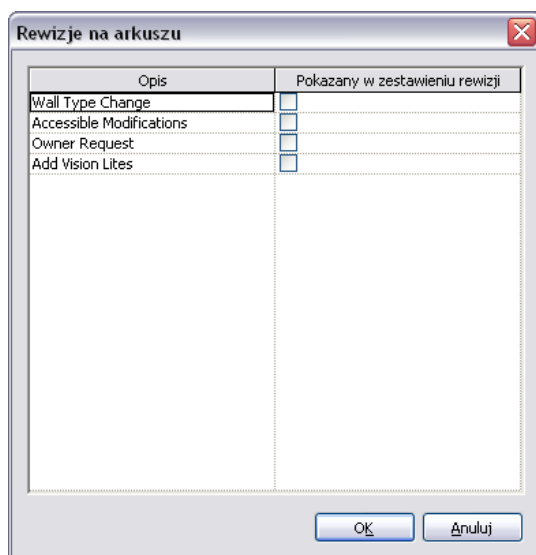 Rewizje na arkuszu
Opis Pokazany w zestawieniu rewizji
Wall Type Change
Accessible Modifications
Owner Request
Add Vision Lites
OK Anuluj